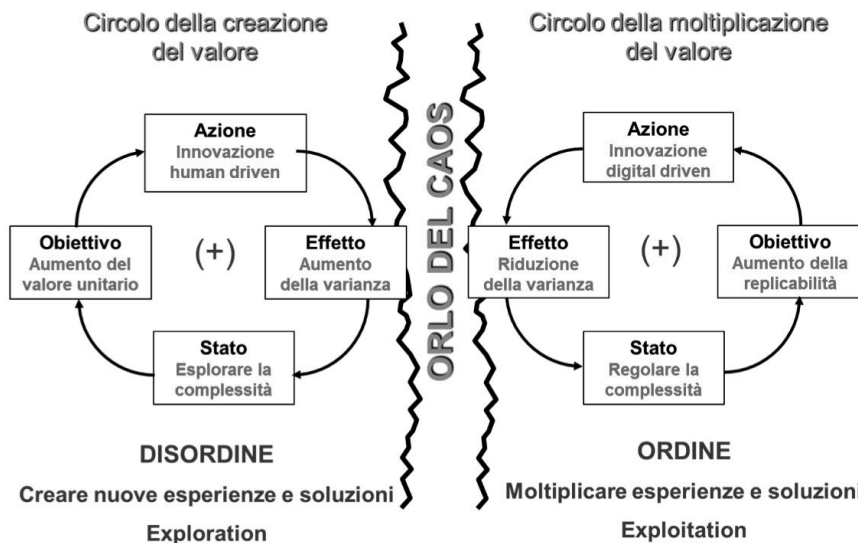 Circolo della creazione
del valore
Azione
Innovazione
human driven
Obiettivo
Aumento del
valore unitario
(+)
Effetto
Aumento
della varianza
Stato
Esplorare la
complessità
DISORDINE
Creare nuove esperienze e soluzioni
Exploration
ORLO DEL CAOS
Circolo della moltiplicazione
del valore
Azione
Innovazione
digital driven
Effetto
Riduzione
della varianza
(+)
Obiettivo
Aumento della
replicabilità
Stato
Regolare la
complessità
ORDINE
Moltiplicare esperienze e soluzioni
Exploitation